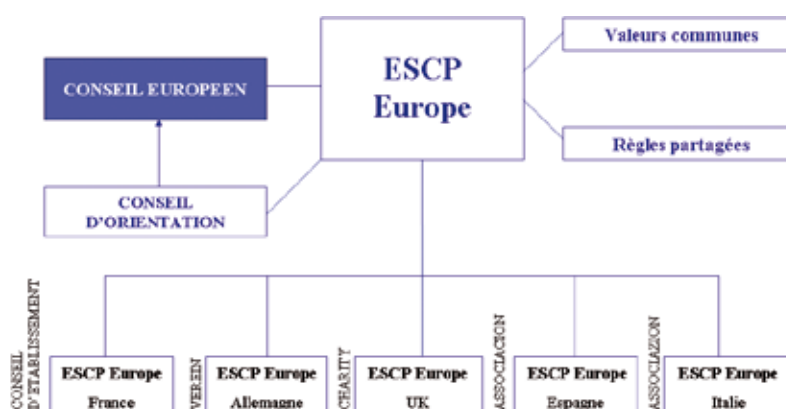 Valeurs communes
ESCP
Europe
CONSEIL EUROPEEN
Règles partagées
CONSEIL
D'ORIENTATION
CONSEIL
D'ETABLISSEMENT
ESCP Europe
France
VEREIN
ESCP Europe
Allemagne
CHARITY
ESCP Europe
UK
ASSOCIACION
ESCP Europe
Espagne
ASSOCIAZZION
ESCP Europe
Italie